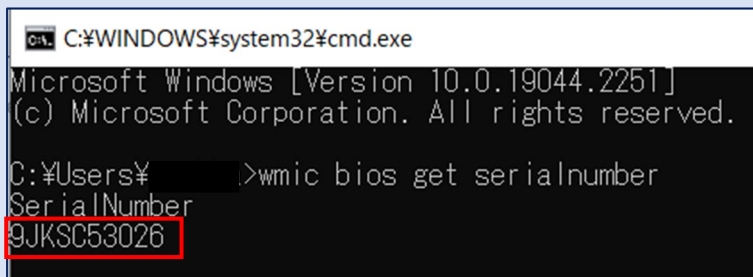 C:¥WINDOWS¥system32¥cmd.exe
Microsoft Windows [Version 10.0.19044.2251]
(c) Microsoft Corporation. All rights reserved.
C:¥Users¥ >wmic bios get serialnumber
SerialNumber
9JKSC53026